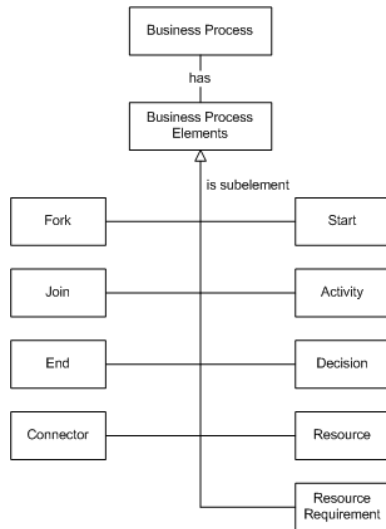 Business Process
has
Business Process
Elements
is subelement
Fork
Start
Join
Activity
End
Decision
Connector
Resource
Resource
Requirement